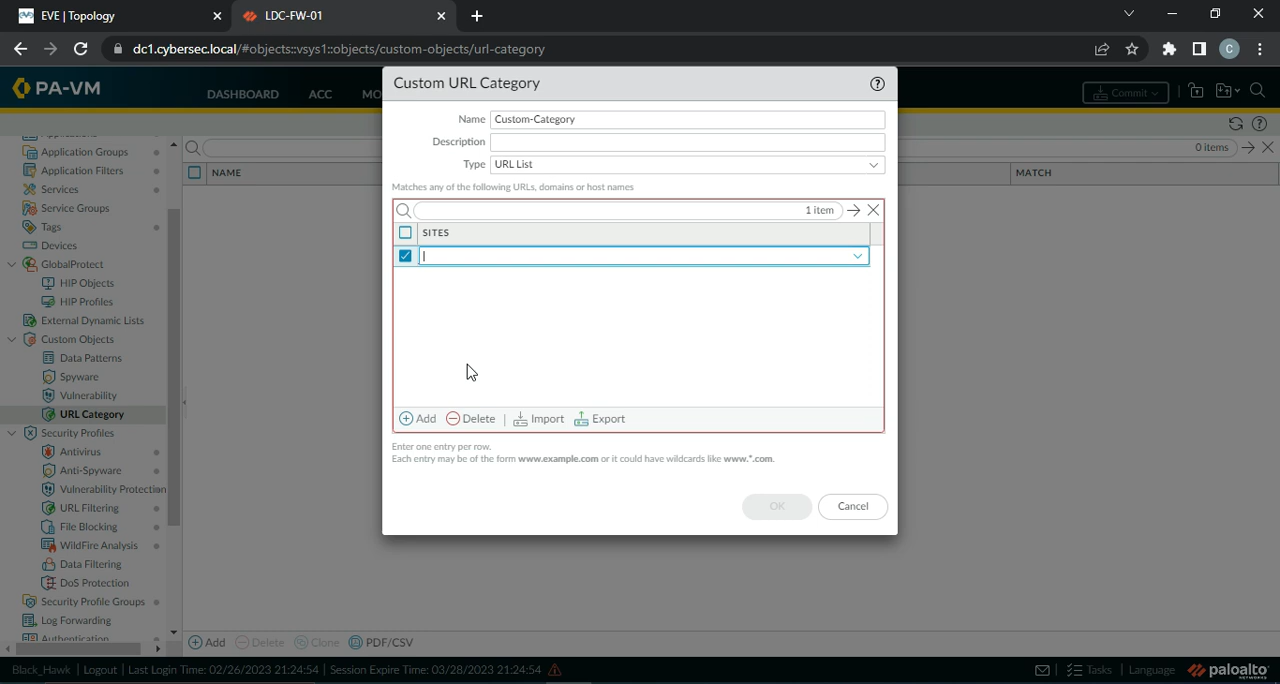 EVE | Topology
LDC-FW-01
dc1.cybersec.local/#objects::vsys1::objects/custom-objects/url-category
C
PA-VM
DASHBOARD
ACC
MO
Commit
Custom URL Category
Name Custom-Category
Description
Type URL List
Matches any of the following URLs, domains or host names
1 item
SITES
Add
Delete
Import
Export
Enter one entry per row.
Each entry may be of the form www.example.com or it could have wildcards like www.*.com.
OK
Cancel
0 items
NAME
MATCH
Applications
Application Groups
Application Filters
Services
Service Groups
Tags
Devices
GlobalProtect
HIP Objects
HIP Profiles
External Dynamic Lists
Custom Objects
Data Patterns
Spyware
Vulnerability
URL Category
Security Profiles
Antivirus
Anti-Spyware
Vulnerability Protection
URL Filtering
File Blocking
WildFire Analysis
Data Filtering
DoS Protection
Security Profile Groups
Log Forwarding
Authentication
Add
Delete
Clone
PDF/CSV
Black_Hawk | Logout | Last Login Time: 02/26/2023 21:24:54 | Session Expire Time: 03/28/2023 21:24:54
Tasks | Language
paloalto
NETWORKS